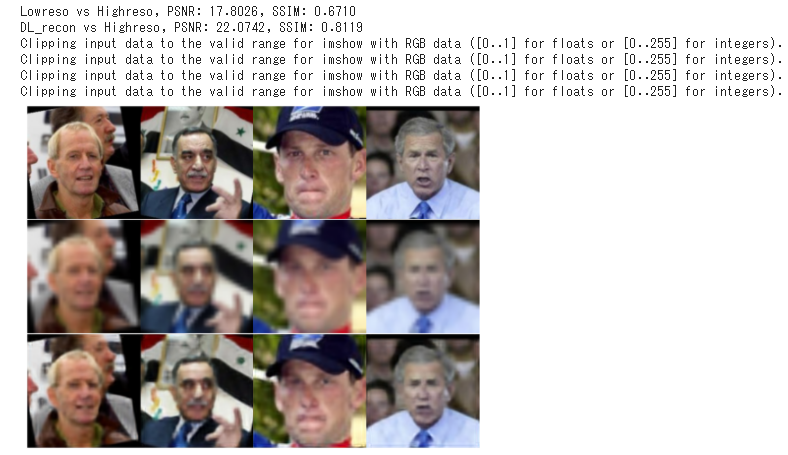 Lowreso vs Highreso, PSNR: 17.8026, SSIM: 0.6710
DL_recon vs Highreso, PSNR: 22.0742, SSIM: 0.8119
Clipping input data to the valid range for imshow with RGB data ([0..1] for floats or [0..255] for integers).
Clipping input data to the valid range for imshow with RGB data ([0..1] for floats or [0..255] for integers).
Clipping input data to the valid range for imshow with RGB data ([0..1] for floats or [0..255] for integers).
Clipping input data to the valid range for imshow with RGB data ([0..1] for floats or [0..255] for integers).